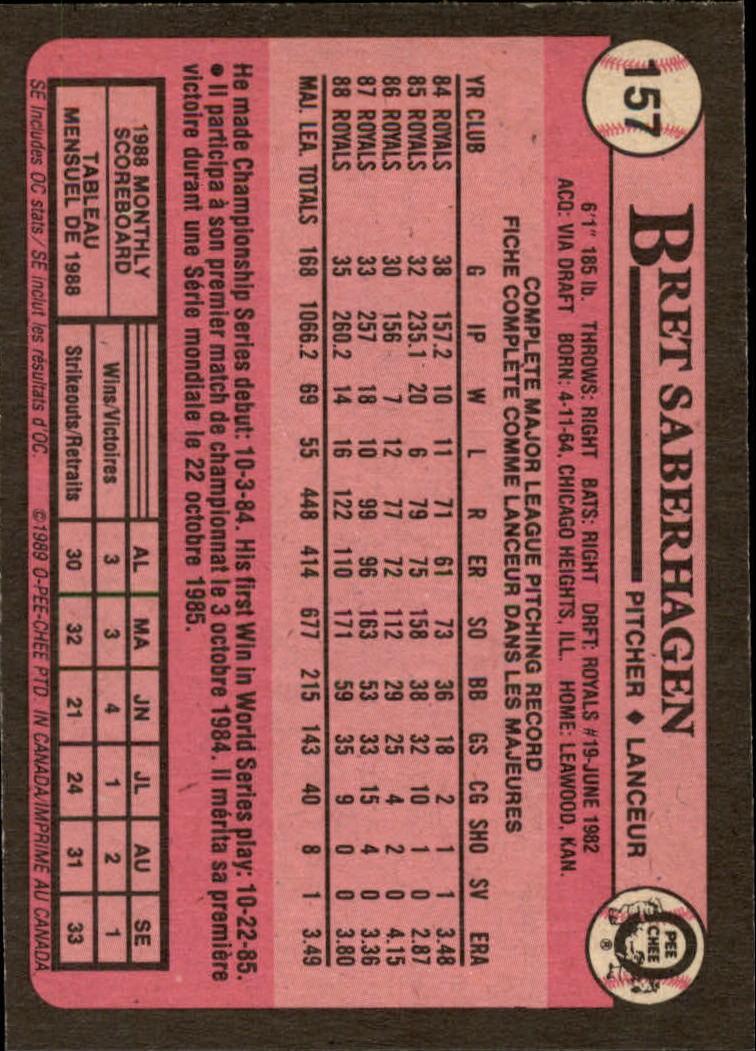 157
BRET SABERHAGEN
PITCHER ♦ LANCEUR
PEE CHEE ®
6'1" 185 lb. THROWS: RIGHT BATS: RIGHT DRFT: ROYALS #19-JUNE 1982
ACQ: VIA DRAFT BORN: 4-11-64, CHICAGO HEIGHTS, ILL. HOME: LEAWOOD, KAN.
COMPLETE MAJOR LEAGUE PITCHING RECORD
FICHE COMPLÈTE COMME LANCEUR DANS LES MAJEURES
YR CLUB G IP W L R ER SO BB GS CG SHO SV ERA
84 ROYALS 38 157.2 10 11 71 61 73 36 18 2 1 1 3.48
85 ROYALS 32 235.1 20 6 79 75 158 38 32 10 1 0 2.87
86 ROYALS 30 156 7 12 77 72 112 29 25 4 2 0 4.15
87 ROYALS 33 257 18 10 99 96 163 53 33 15 4 0 3.36
88 ROYALS 35 260.2 14 16 122 110 171 59 35 9 0 0 3.80
MAJ. LEA. TOTALS 168 1066.2 69 55 448 414 677 215 143 40 8 1 3.49
He made Championship Series debut: 10-3-84. His first Win in World Series play: 10-22-85.
● Il participa à son premier match de championnat le 3 octobre 1984. Il mérita sa première
victoire durant une Série mondiale le 22 octobre 1985.
1988 MONTHLY
SCOREBOARD
TABLEAU
MENSUEL DE 1988
AL MA JN JL AU SE
Wins/Victoires 3 3 4 1 2 1
Strikeouts/Retraits 30 32 21 24 31 33
SE Includes OC stats / SE inclut les résultats d'OC. ©1989 O-PEE-CHEE PTD. IN CANADA/IMPRIMÉ AU CANADA